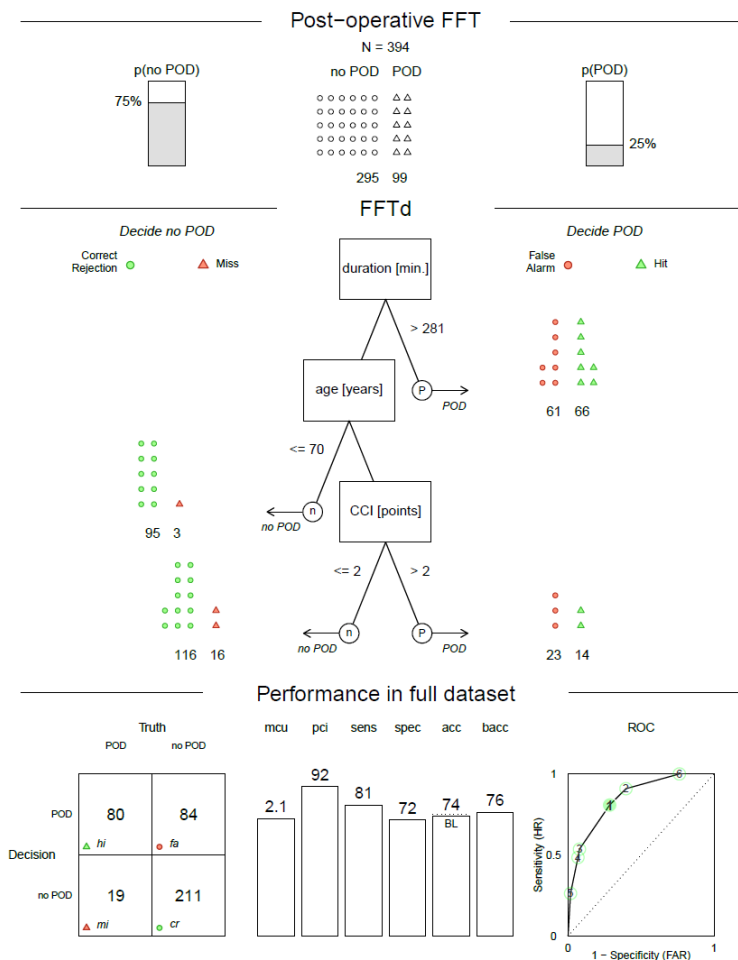 Post-operative FFT
N = 394
p(no POD)
no POD POD
p(POD)
75%
25%
295 99
FFTd
Decide no POD
Decide POD
Correct Rejection
Miss
False Alarm
Hit
duration [min.]
> 281
age [years]
P
POD
61 66
<= 70
CCI [points]
n
no POD
95 3
<= 2
> 2
n
no POD
P
POD
116 16
23 14
Performance in full dataset
Truth
POD no POD
mcu pci sens spec acc bacc
ROC
2.1 92 81 72 74 76
BL
Decision
POD
80 84
hi fa
no POD
19 211
mi cr
Sensitivity (HR)
1
0.5
0
2 6
3
4
5
0 1
1 − Specificity (FAR)